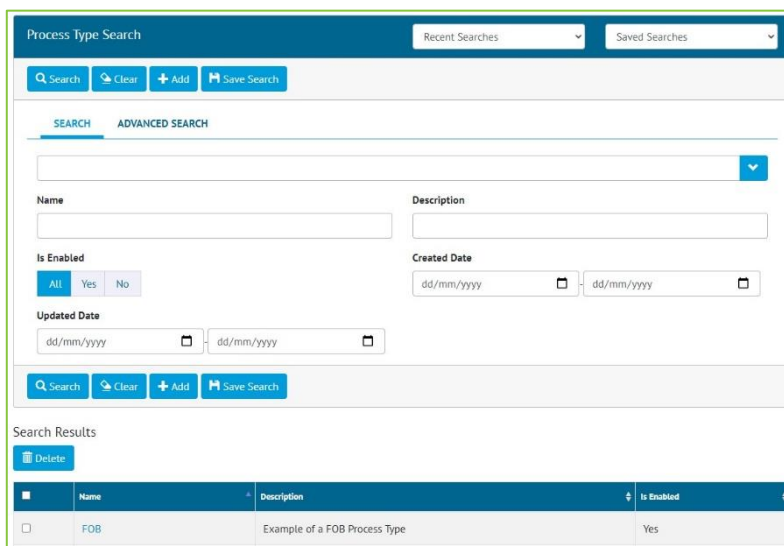 Process Type Search Recent Searches Saved Searches
Search Clear Add Save Search
SEARCH ADVANCED SEARCH
Name Description
Is Enabled Created Date
All Yes No dd/mm/yyyy - dd/mm/yyyy
Updated Date
dd/mm/yyyy - dd/mm/yyyy
Search Clear Add Save Search
Search Results
Delete
Name Description Is Enabled
FOB Example of a FOB Process Type Yes